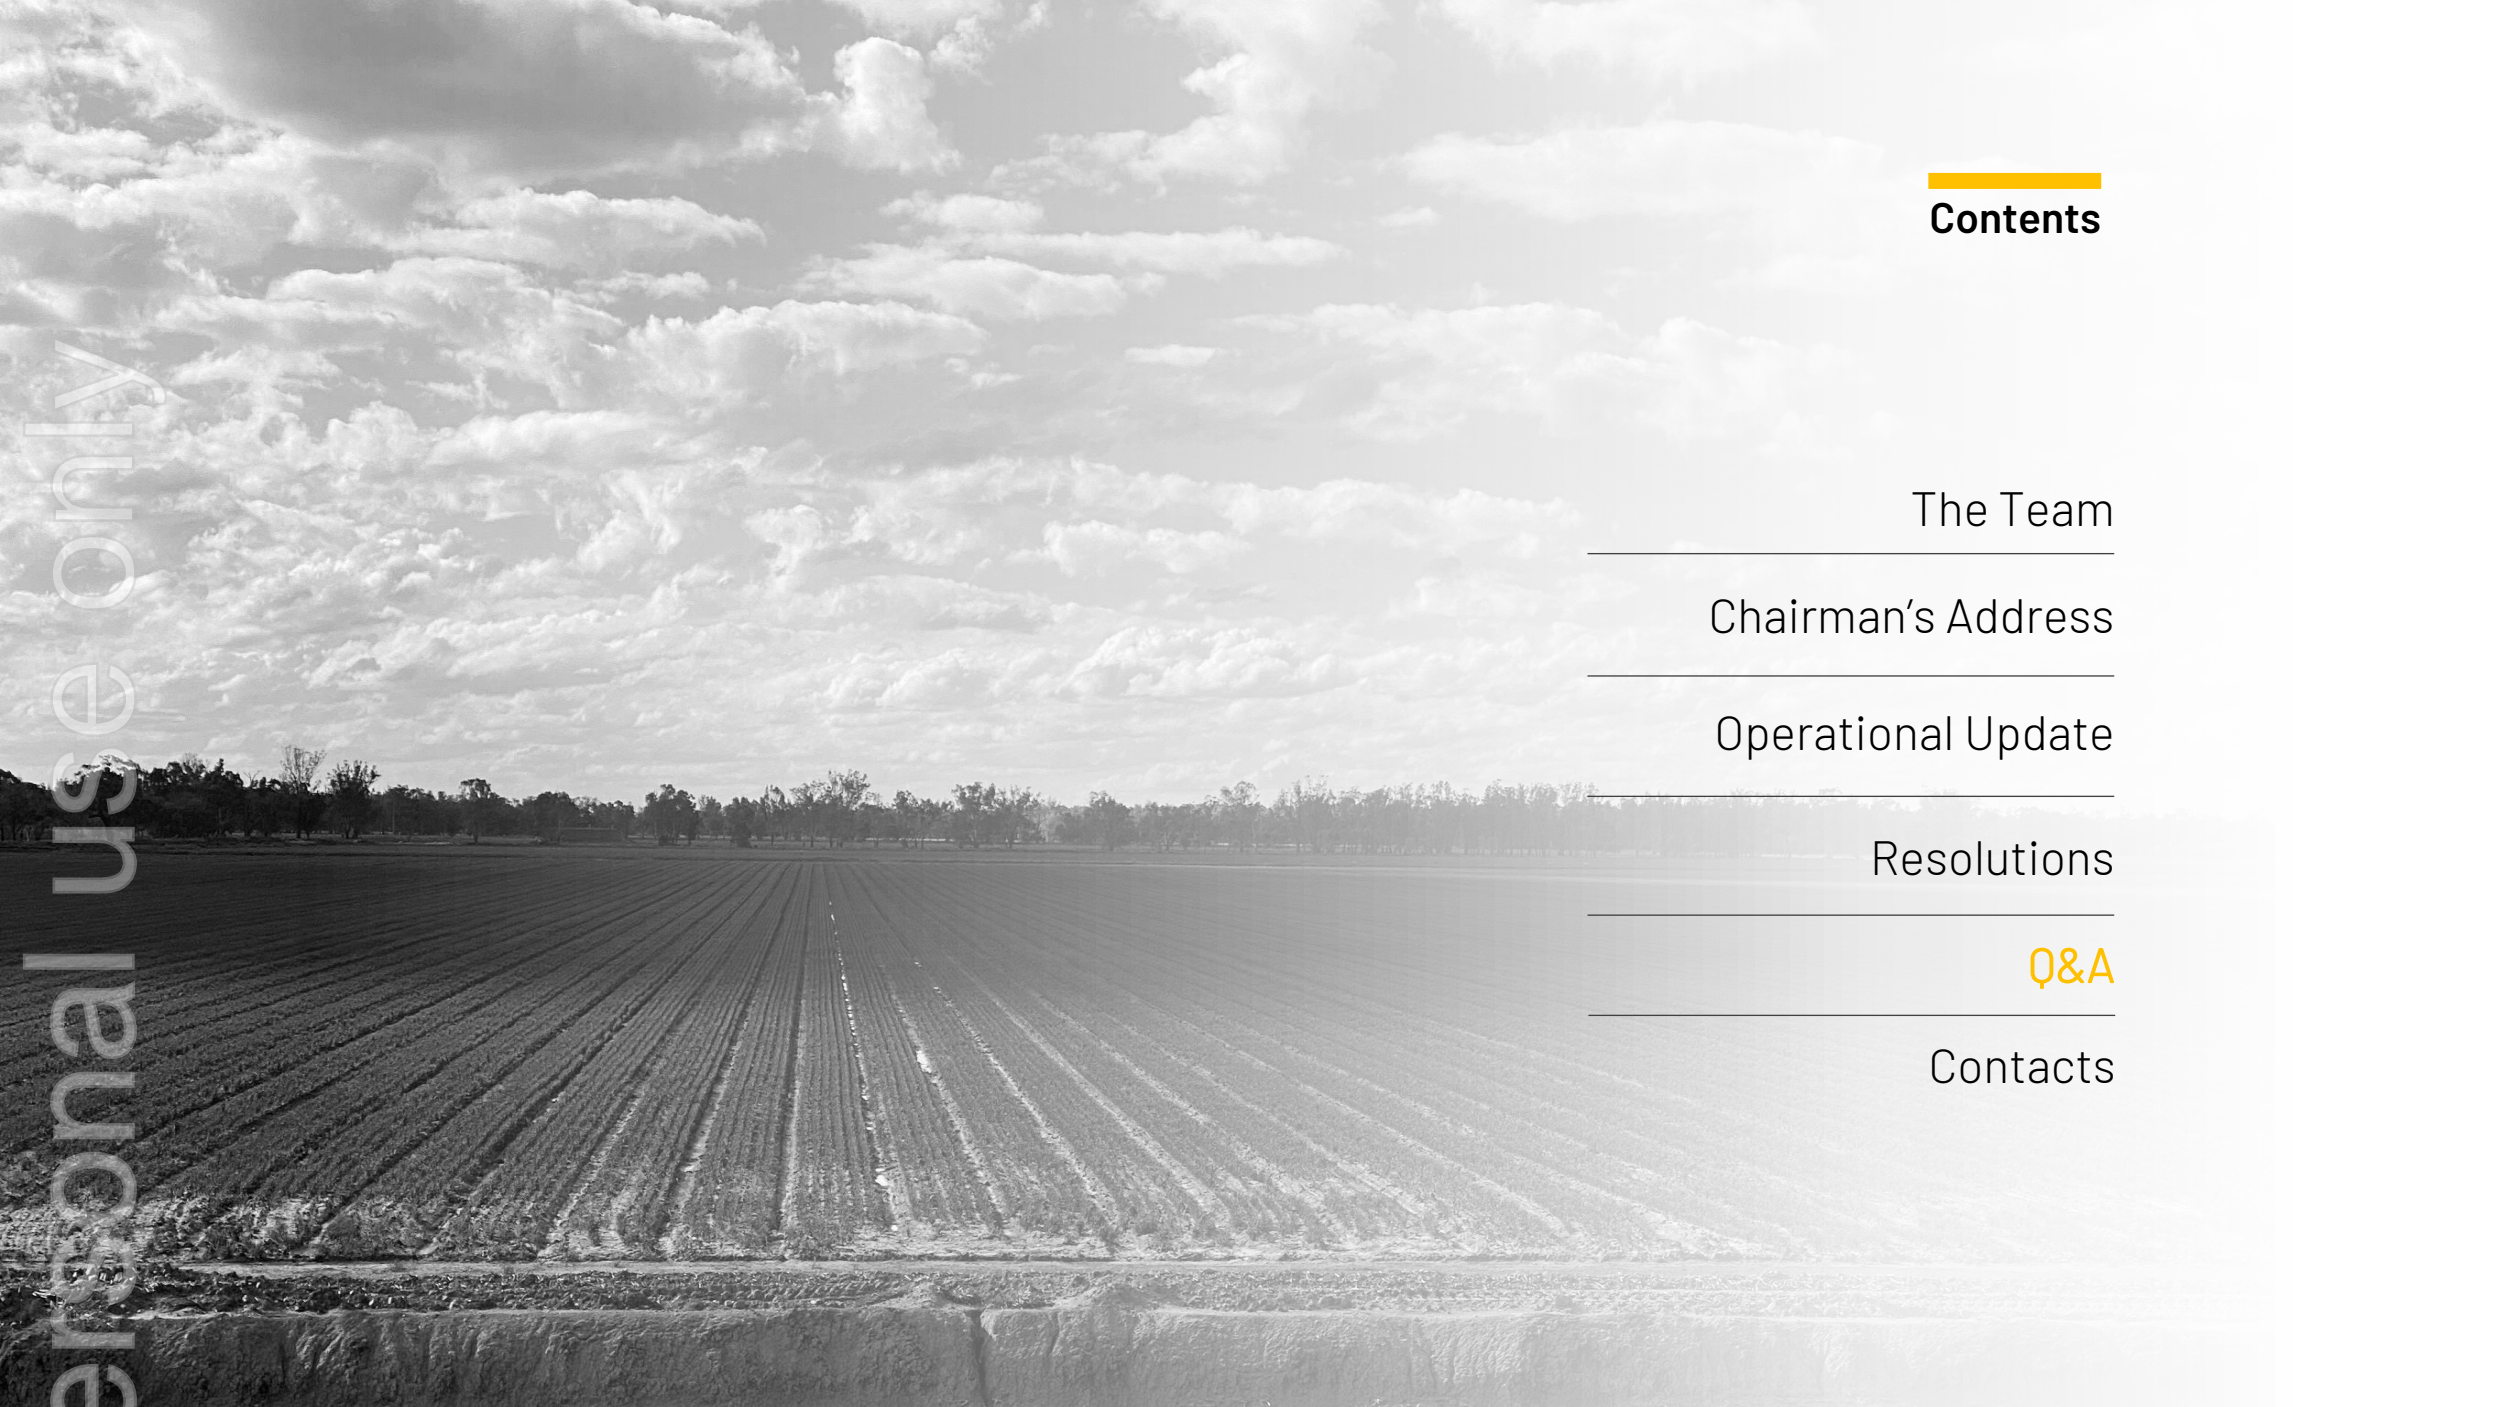 Contents
The Team
Chairman’s Address
Operational Update
Resolutions
Q&A
Contacts
ersonal use only